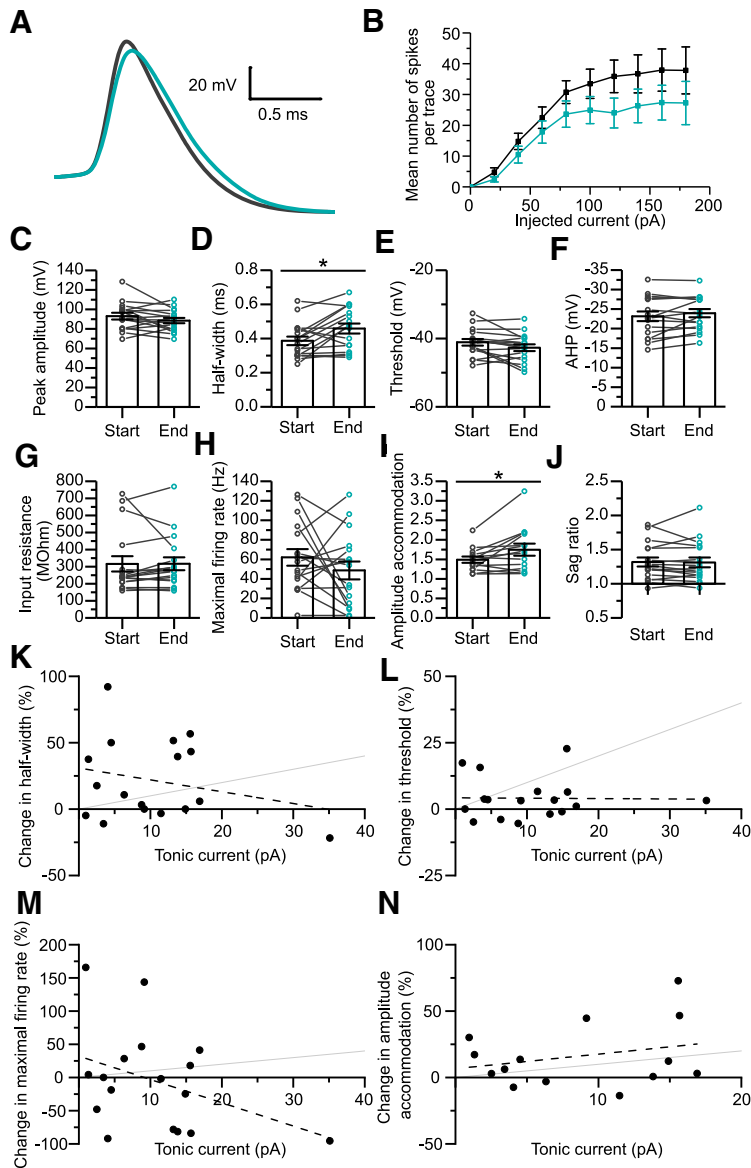 A
20 mV
0.5 ms
B
Mean number of spikes
per trace
50
40
30
20
10
0
0
50
100
150
200
Injected current (pA)
C
Peak amplitude (mV)
140
120
100
80
60
40
20
0
Start
End
D
Half-width (ms)
0.8
0.6
0.4
0.2
0.0
*
Start
End
E
Threshold (mV)
-20
-40
-60
Start
End
F
AHP (mV)
-35
-30
-25
-20
-15
-10
-5
0
Start
End
G
Input resistance
(MOhm)
800
700
600
500
400
300
200
100
0
Start
End
H
Maximal firing rate (Hz)
140
120
100
80
60
40
20
0
Start
End
I
Amplitude accommodation
3.5
3.0
2.5
2.0
1.5
1.0
0.5
0.0
*
Start
End
J
Sag ratio
2.5
2.0
1.5
1.0
0.5
Start
End
K
Change in half-width (%)
100
50
0
-50
10
20
30
40
Tonic current (pA)
L
Change in threshold (%)
50
25
0
-25
10
20
30
40
Tonic current (pA)
M
Change in maximal firing rate (%)
200
150
100
50
0
-50
-100
10
20
30
40
Tonic current (pA)
N
Change in amplitude
accommodation (%)
100
50
0
-50
10
20
Tonic current (pA)